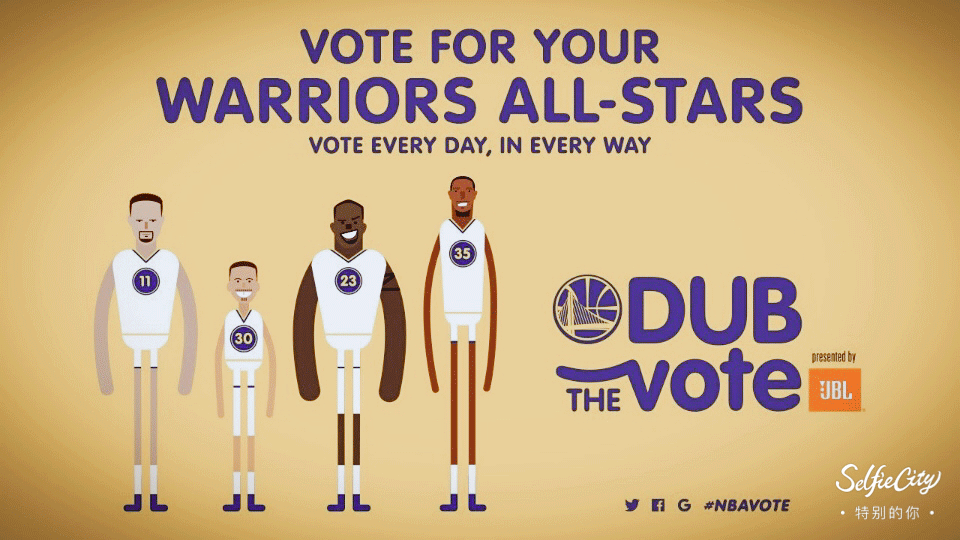 VOTE FOR YOUR
WARRIORS ALL-STARS
VOTE EVERY DAY, IN EVERY WAY
11
30
23
35
DUB
THE vote
presented by
JBL
#NBAVOTE
SelfieCity
· 特别的你 ·